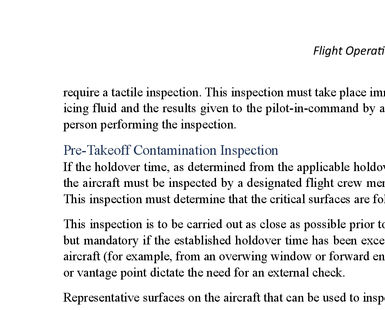 Flight Operati
require a tactile inspection. This inspection must take place im
icing fluid and the results given to the pilot-in-command by a
person performing the inspection.
Pre-Takeoff Contamination Inspection
If the holdover time, as determined from the applicable holdov
the aircraft must be inspected by a designated flight crew mem
This inspection must determine that the critical surfaces are fo
This inspection is to be carried out as close as possible prior to
but mandatory if the established holdover time has been exce
aircraft (for example, from an overwing window or forward en
or vantage point dictate the need for an external check.
Representative surfaces on the aircraft that can be used to insp